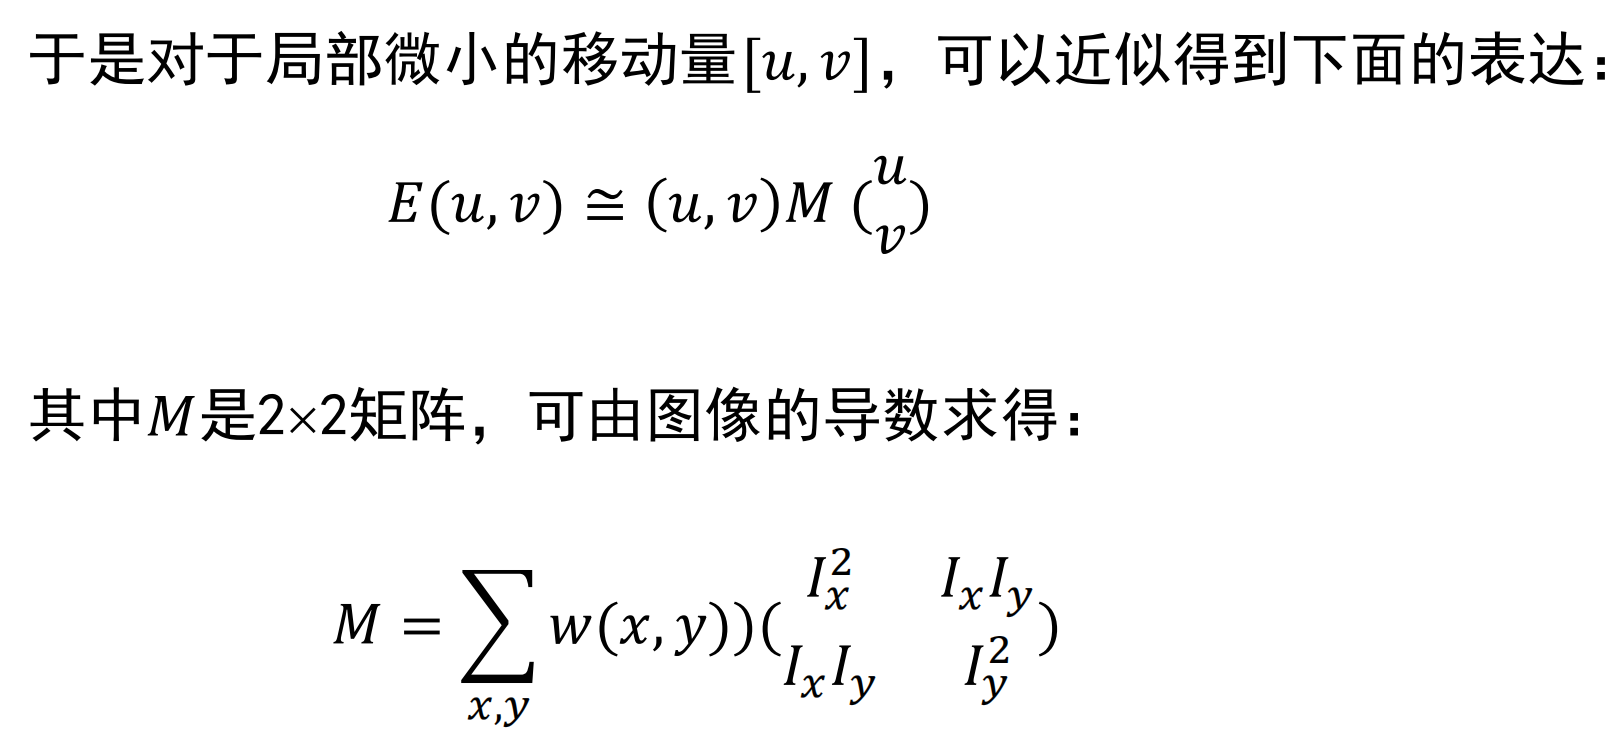 于是对于局部微小的移动量[u, v]，可以近似得到下面的表达：
E(u, v) ≅ (u, v)M (u v)
其中M是2×2矩阵，可由图像的导数求得：
M = ∑x,y w(x, y))(I_x^2 I_xI_y I_xI_y I_y^2)